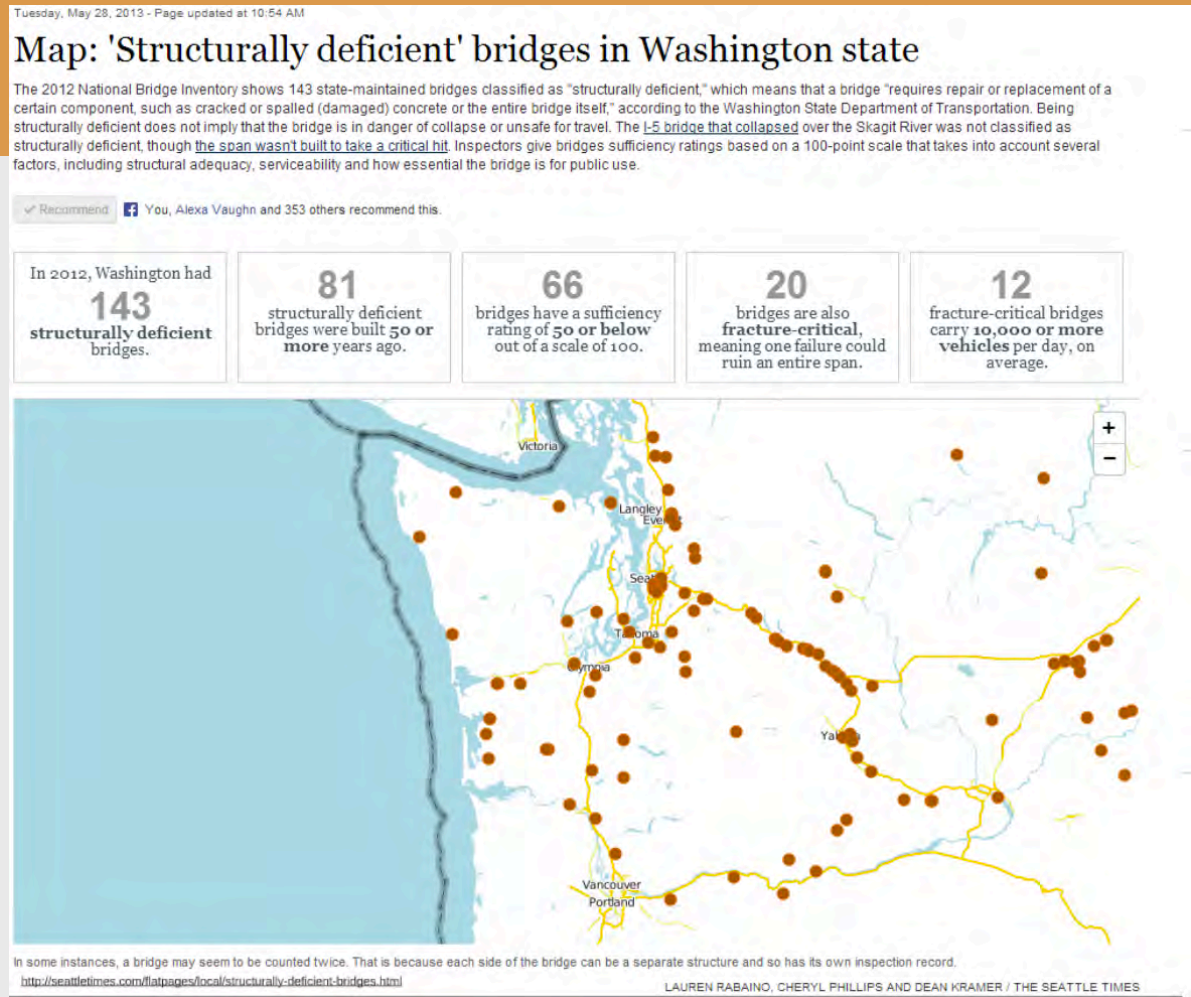 Tuesday, May 28, 2013 - Page updated at 10:54 AM
Map: 'Structurally deficient' bridges in Washington state
The 2012 National Bridge Inventory shows 143 state-maintained bridges classified as "structurally deficient," which means that a bridge "requires repair or replacement of a
certain component, such as cracked or spalled (damaged) concrete or the entire bridge itself," according to the Washington State Department of Transportation. Being
structurally deficient does not imply that the bridge is in danger of collapse or unsafe for travel. The I-5 bridge that collapsed over the Skagit River was not classified as
structurally deficient, though the span wasn't built to take a critical hit. Inspectors give bridges sufficiency ratings based on a 100-point scale that takes into account several
factors, including structural adequacy, serviceability and how essential the bridge is for public use.
Recommend You, Alexa Vaughn and 353 others recommend this.
In 2012, Washington had
143
structurally deficient
bridges.
81
structurally deficient
bridges were built 50 or
more years ago.
66
bridges have a sufficiency
rating of 50 or below
out of a scale of 100.
20
bridges are also
fracture-critical,
meaning one failure could
ruin an entire span.
12
fracture-critical bridges
carry 10,000 or more
vehicles per day, on
average.
+
−
Victoria
Langley
Vancouver
Portland
In some instances, a bridge may seem to be counted twice. That is because each side of the bridge can be a separate structure and so has its own inspection record.
http://seattletimes.com/flatpages/local/structurally-deficient-bridges.html
LAUREN RABAINO, CHERYL PHILLIPS AND DEAN KRAMER / THE SEATTLE TIMES